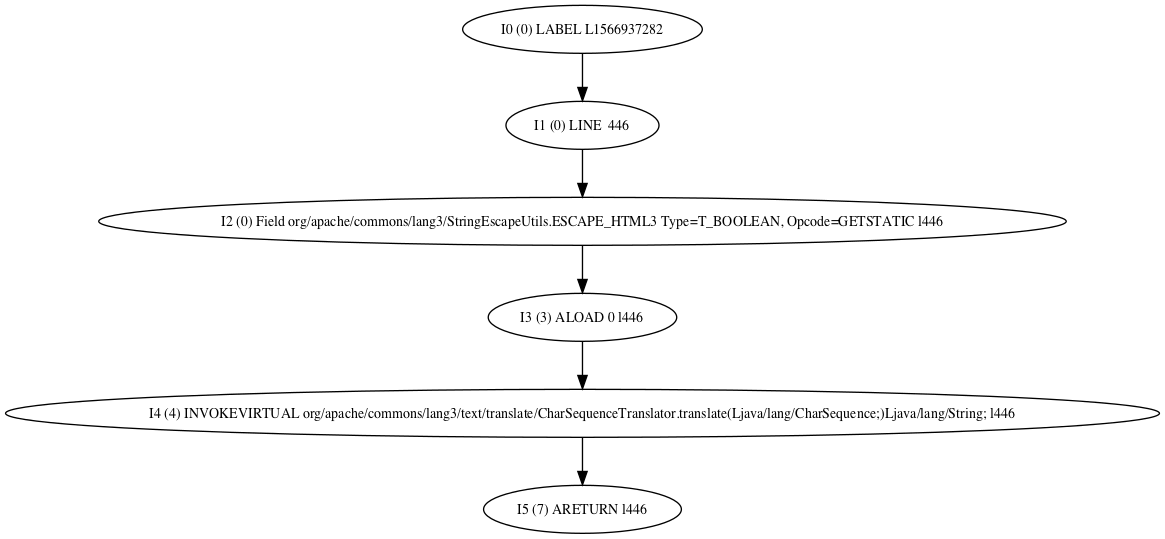 I0 (0) LABEL L1566937282
I1 (0) LINE  446
I2 (0) Field org/apache/commons/lang3/StringEscapeUtils.ESCAPE_HTML3 Type=T_BOOLEAN, Opcode=GETSTATIC l446
I3 (3) ALOAD 0 l446
I4 (4) INVOKEVIRTUAL org/apache/commons/lang3/text/translate/CharSequenceTranslator.translate(Ljava/lang/CharSequence;)Ljava/lang/String; l446
I5 (7) ARETURN l446